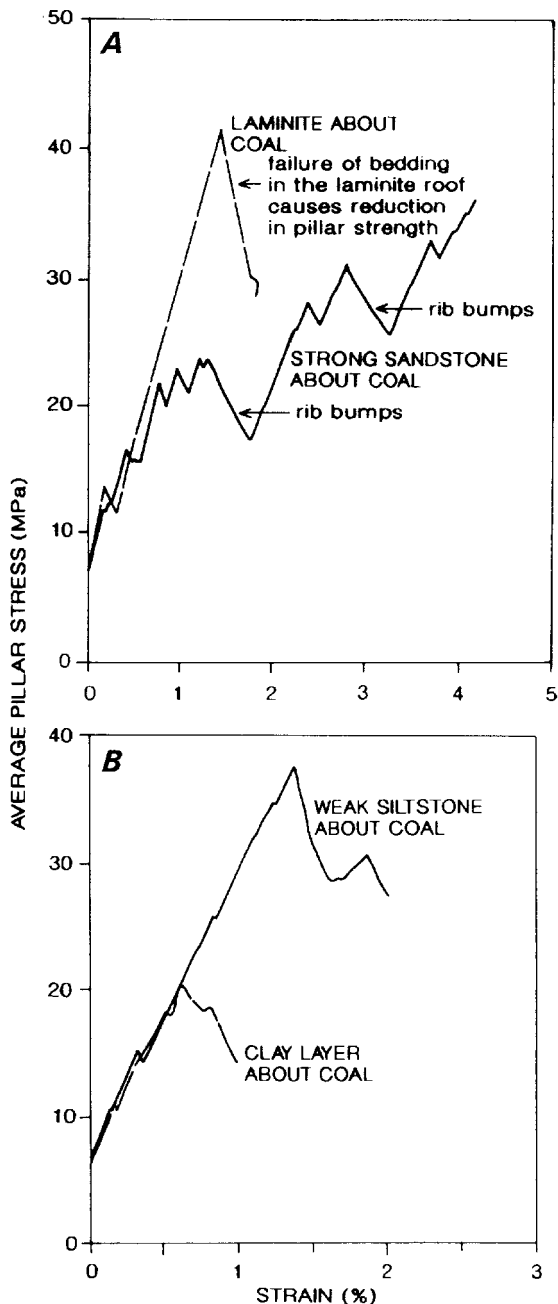 A
50
40
30
20
10
0
LAMINITE ABOUT
COAL
failure of bedding
in the laminite roof
causes reduction
in pillar strength
rib bumps
STRONG SANDSTONE
ABOUT COAL
rib bumps
0 1 2 3 4 5
AVERAGE PILLAR STRESS (MPa)
B
40
30
20
10
0
WEAK SILTSTONE
ABOUT COAL
CLAY LAYER
ABOUT COAL
0 1 2 3
STRAIN (%)